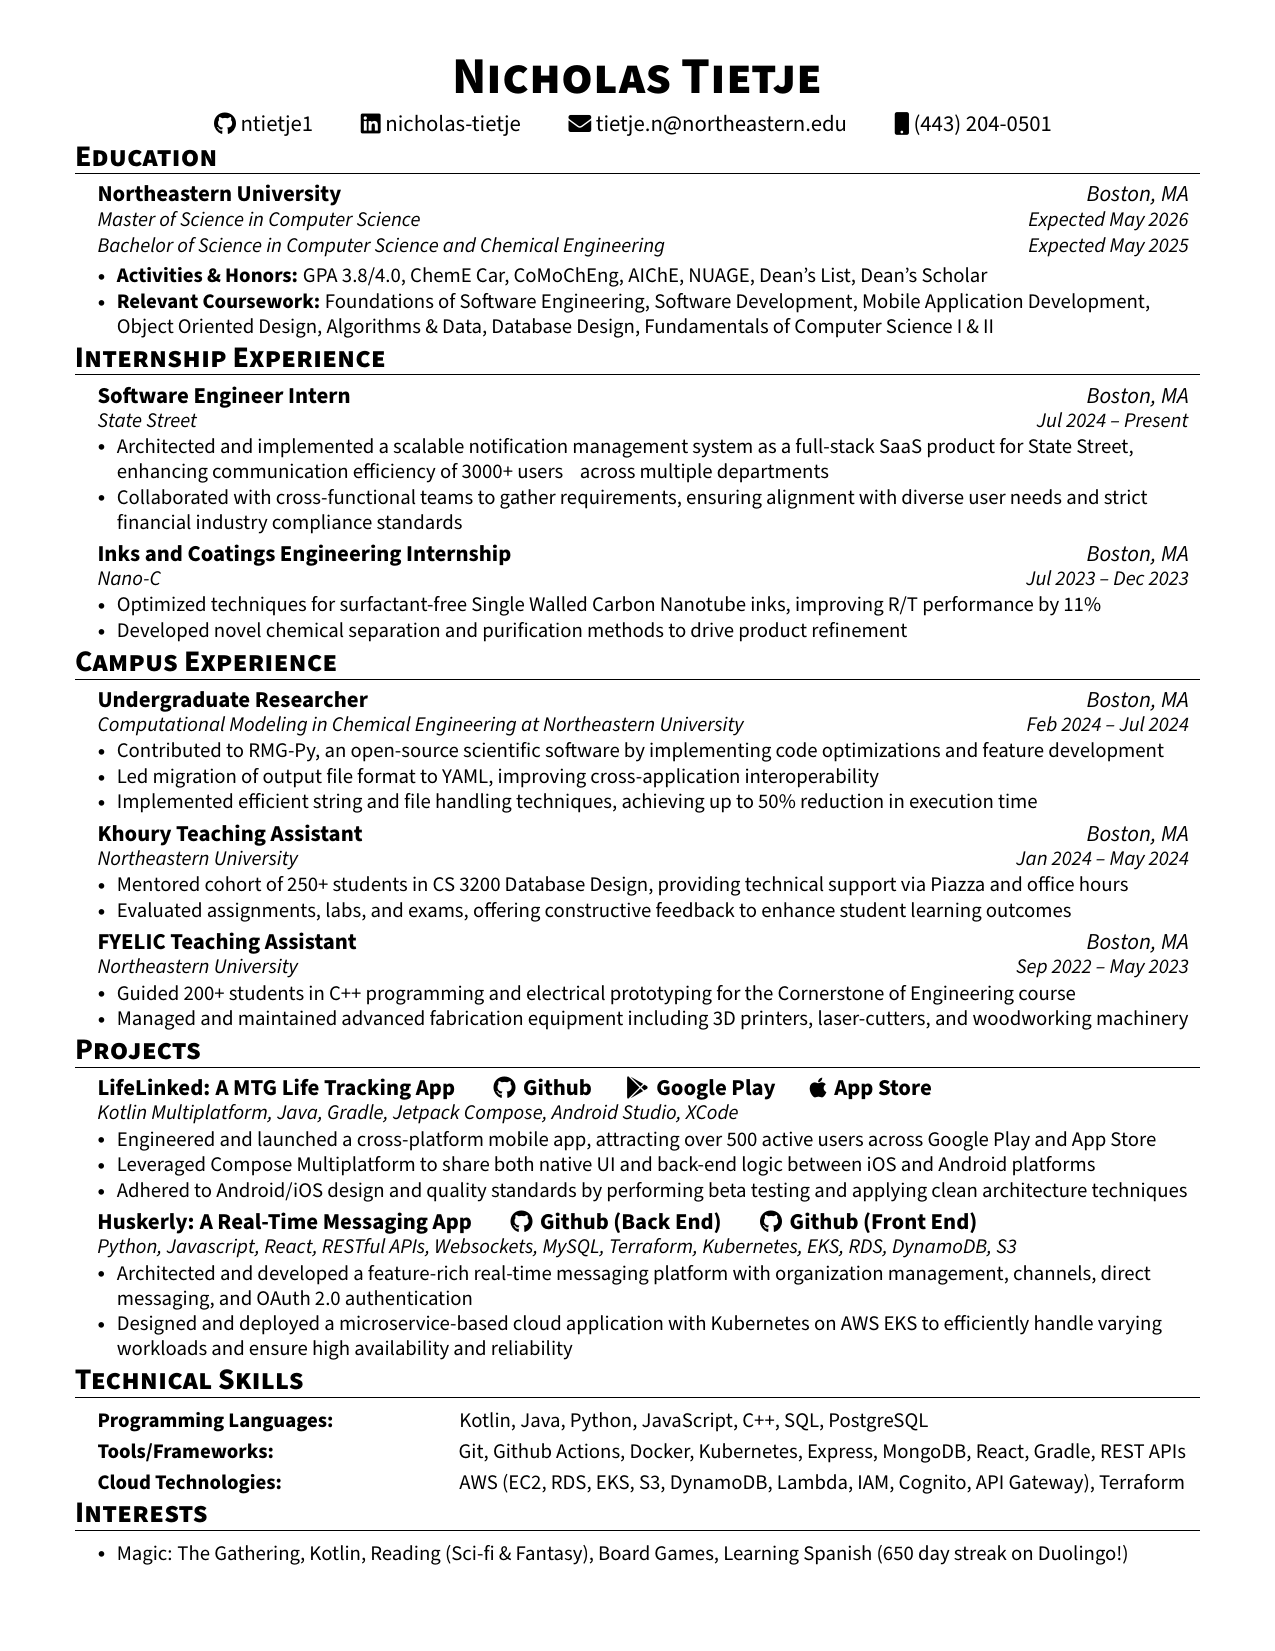 Nicholas Tietje
ntietje1 nicholas-tietje tietje.n@northeastern.edu (443) 204-0501
Education
Northeastern University Boston, MA
Master of Science in Computer Science Expected May 2026
Bachelor of Science in Computer Science and Chemical Engineering Expected May 2025
• Activities & Honors: GPA 3.8/4.0, ChemE Car, CoMoChEng, AIChE, NUAGE, Dean’s List, Dean’s Scholar
• Relevant Coursework: Foundations of Software Engineering, Software Development, Mobile Application Development,
Object Oriented Design, Algorithms & Data, Database Design, Fundamentals of Computer Science I & II
Internship Experience
Software Engineer Intern Boston, MA
State Street Jul 2024 – Present
• Architected and implemented a scalable notification management system as a full-stack SaaS product for State Street,
enhancing communication efficiency of 3000+ users across multiple departments
• Collaborated with cross-functional teams to gather requirements, ensuring alignment with diverse user needs and strict
financial industry compliance standards
Inks and Coatings Engineering Internship Boston, MA
Nano-C Jul 2023 – Dec 2023
• Optimized techniques for surfactant-free Single Walled Carbon Nanotube inks, improving R/T performance by 11%
• Developed novel chemical separation and purification methods to drive product refinement
Campus Experience
Undergraduate Researcher Boston, MA
Computational Modeling in Chemical Engineering at Northeastern University Feb 2024 – Jul 2024
• Contributed to RMG-Py, an open-source scientific software by implementing code optimizations and feature development
• Led migration of output file format to YAML, improving cross-application interoperability
• Implemented efficient string and file handling techniques, achieving up to 50% reduction in execution time
Khoury Teaching Assistant Boston, MA
Northeastern University Jan 2024 – May 2024
• Mentored cohort of 250+ students in CS 3200 Database Design, providing technical support via Piazza and office hours
• Evaluated assignments, labs, and exams, offering constructive feedback to enhance student learning outcomes
FYELIC Teaching Assistant Boston, MA
Northeastern University Sep 2022 – May 2023
• Guided 200+ students in C++ programming and electrical prototyping for the Cornerstone of Engineering course
• Managed and maintained advanced fabrication equipment including 3D printers, laser-cutters, and woodworking machinery
Projects
LifeLinked: A MTG Life Tracking App Github Google Play App Store
Kotlin Multiplatform, Java, Gradle, Jetpack Compose, Android Studio, XCode
• Engineered and launched a cross-platform mobile app, attracting over 500 active users across Google Play and App Store
• Leveraged Compose Multiplatform to share both native UI and back-end logic between iOS and Android platforms
• Adhered to Android/iOS design and quality standards by performing beta testing and applying clean architecture techniques
Huskerly: A Real-Time Messaging App Github (Back End) Github (Front End)
Python, Javascript, React, RESTful APIs, Websockets, MySQL, Terraform, Kubernetes, EKS, RDS, DynamoDB, S3
• Architected and developed a feature-rich real-time messaging platform with organization management, channels, direct
messaging, and OAuth 2.0 authentication
• Designed and deployed a microservice-based cloud application with Kubernetes on AWS EKS to efficiently handle varying
workloads and ensure high availability and reliability
Technical Skills
Programming Languages: Kotlin, Java, Python, JavaScript, C++, SQL, PostgreSQL
Tools/Frameworks: Git, Github Actions, Docker, Kubernetes, Express, MongoDB, React, Gradle, REST APIs
Cloud Technologies: AWS (EC2, RDS, EKS, S3, DynamoDB, Lambda, IAM, Cognito, API Gateway), Terraform
Interests
• Magic: The Gathering, Kotlin, Reading (Sci-fi & Fantasy), Board Games, Learning Spanish (650 day streak on Duolingo!)